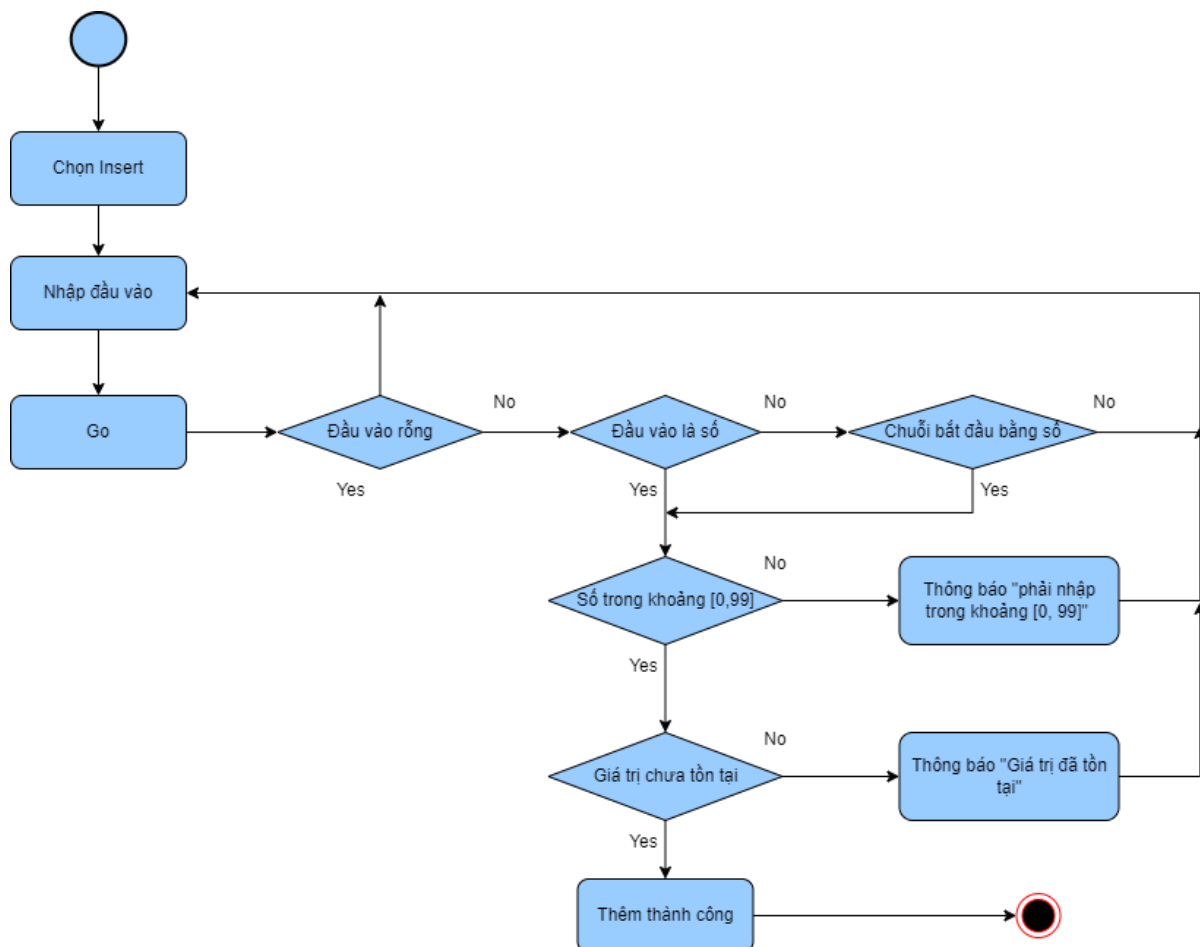 Chọn Insert
Nhập đầu vào
Go
Đầu vào rỗng
Yes
No
Đầu vào là số
Yes
No
Chuỗi bắt đầu bằng số
Yes
No
Số trong khoảng [0,99]
No
Yes
Thông báo "phải nhập
trong khoảng [0, 99]"
Giá trị chưa tồn tại
No
Yes
Thông báo "Giá trị đã tồn
tại"
Thêm thành công